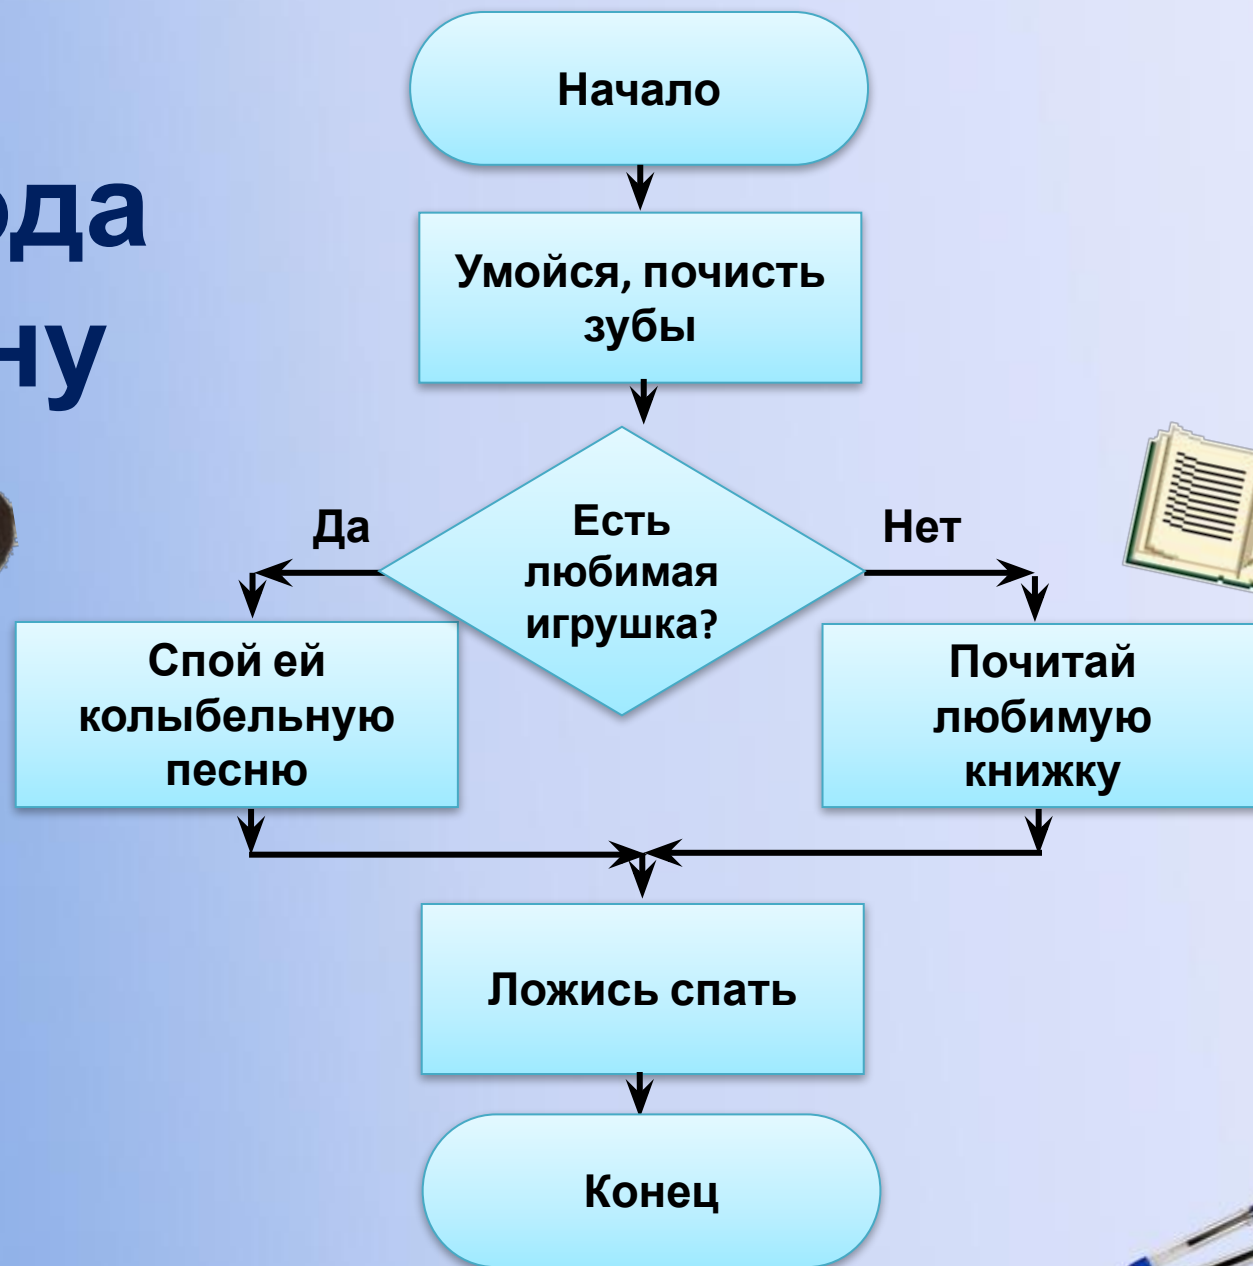 Начало
ода
ну
Умойся, почисть
зубы
Да
Есть
любимая
игрушка?
Нет
Спой ей
колыбельную
песню
Почитай
любимую
книжку
Ложись спать
Конец